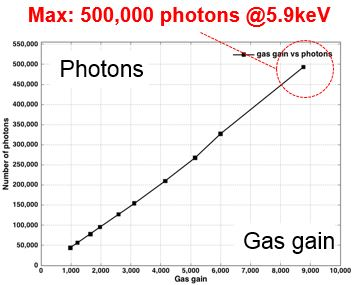 Max: 500,000 photons @5.9keV
550,000
500,000
450,000
400,000
350,000
300,000
250,000
200,000
150,000
100,000
50,000
0
Number of photons
gas gain vs photons
Photons
Gas gain
0 1,000 2,000 3,000 4,000 5,000 6,000 7,000 8,000 9,000 10,000
Gas gain